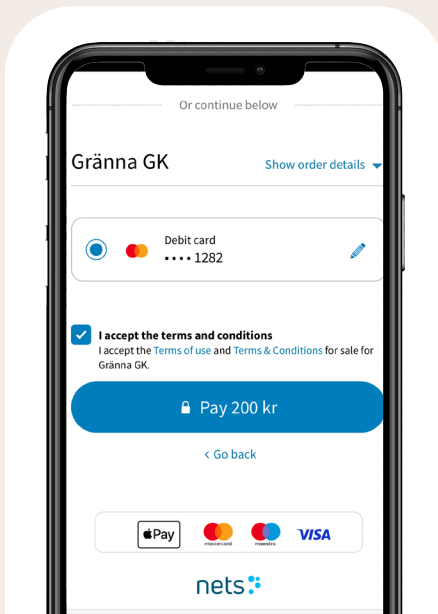 Or continue below
Gränna GK
Show order details
Debit card
•••• 1282
I accept the terms and conditions
I accept the Terms of use and Terms & Conditions for sale for
Gränna GK.
Pay 200 kr
< Go back
Pay
mastercard
maestro
VISA
nets